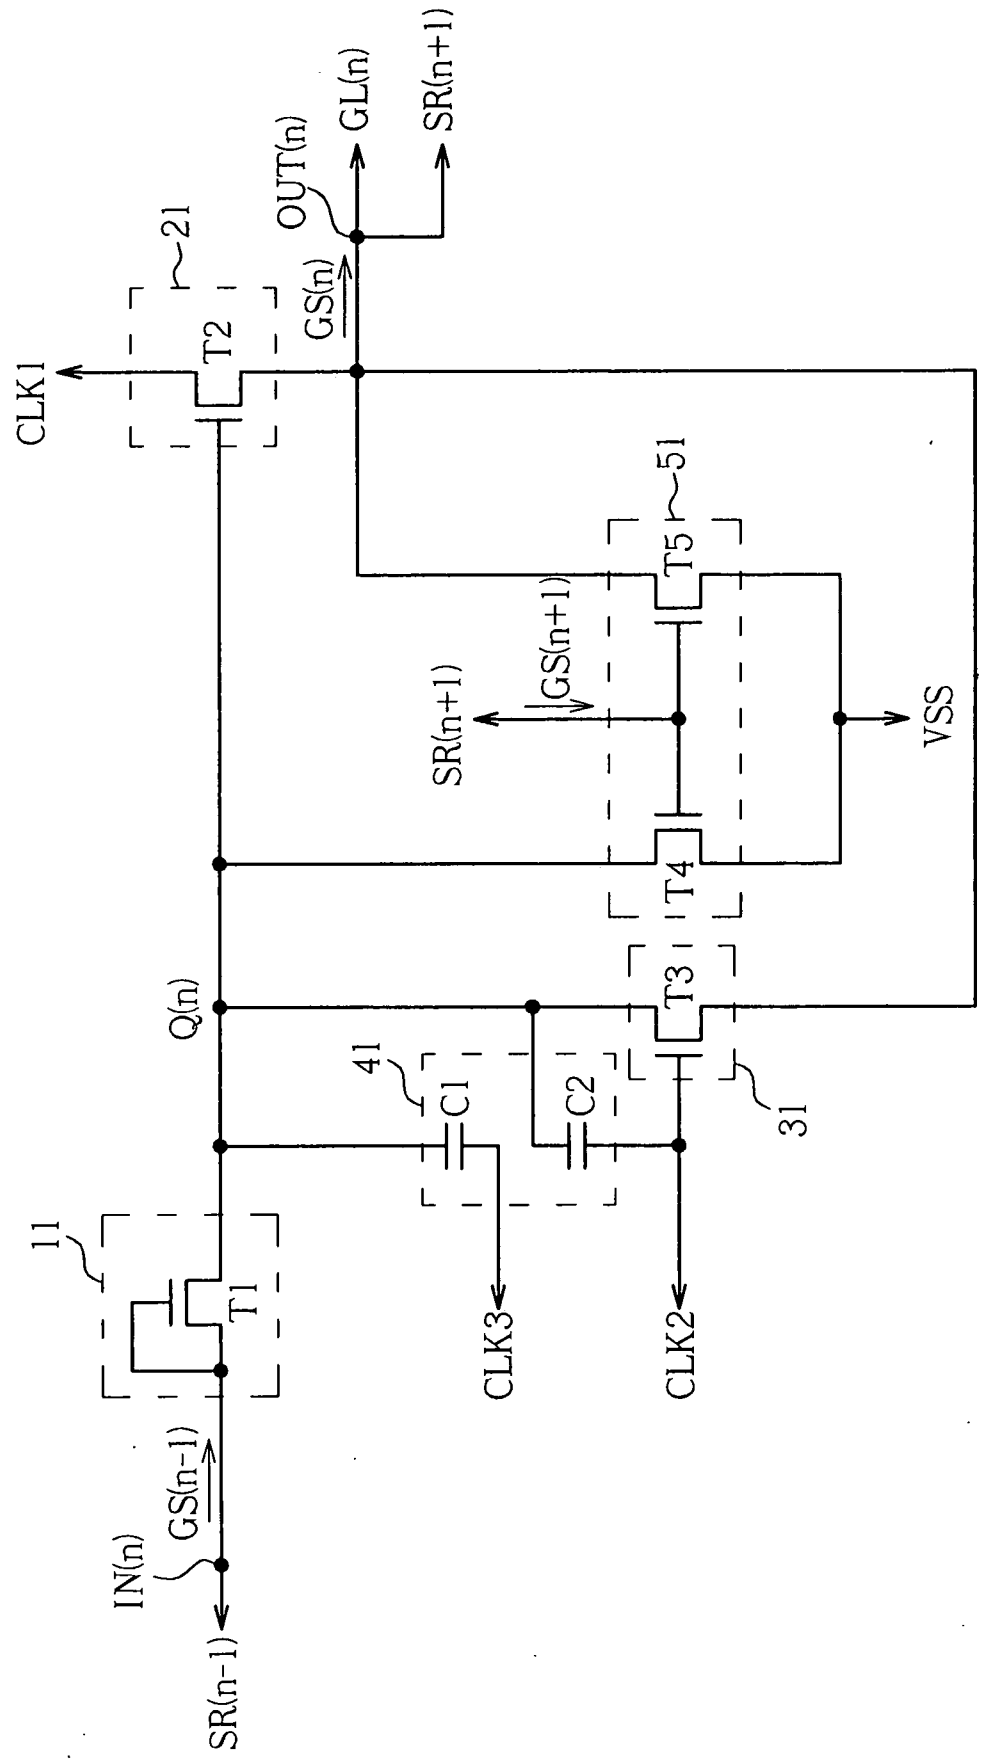 CLK1
21
T2
OUT(n)
GS(n)
GL(n)
SR(n+1)
Q(n)
11
T1
IN(n)
GS(n-1)
SR(n-1)
41
C1
C2
CLK3
CLK2
31
T3
SR(n+1)
GS(n+1)
51
T4
T5
VSS